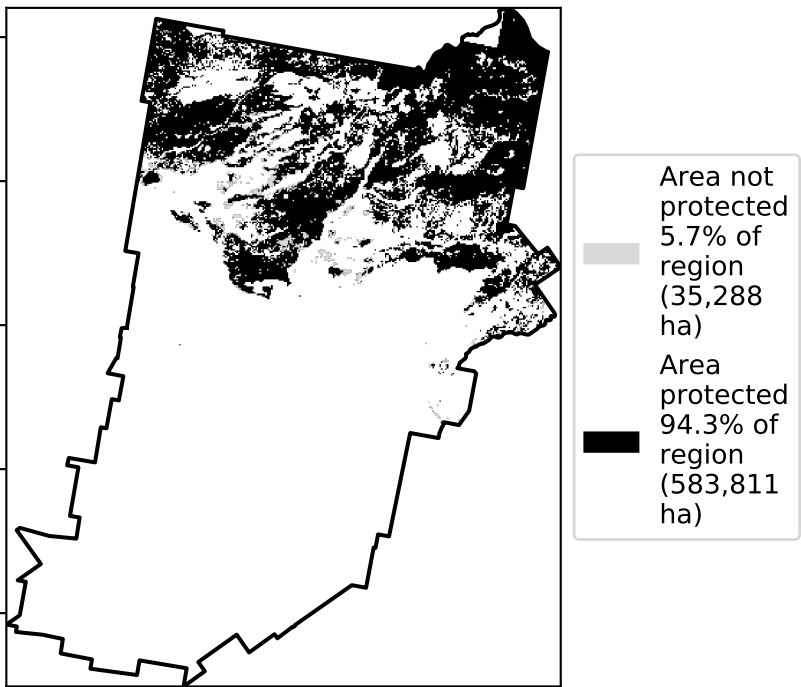 Area not
protected
5.7% of
region
(35,288
ha)
Area
protected
94.3% of
region
(583,811
ha)